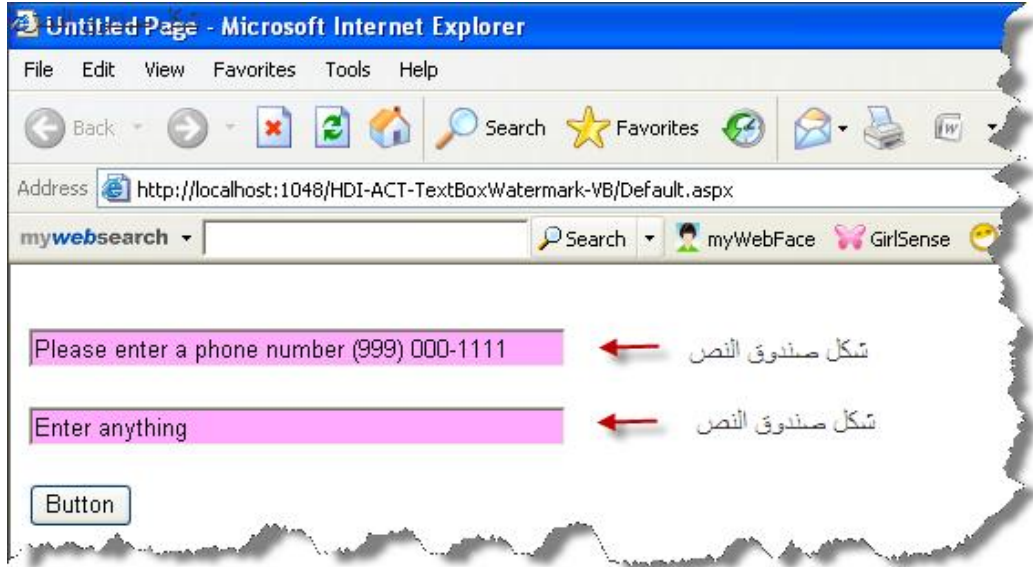 Untitled Page - Microsoft Internet Explorer
File Edit View Favorites Tools Help
Back Search Favorites W
Address http://localhost:1048/HDI-ACT-TextBoxWatermark-VB/Default.aspx
mywebsearch Search myWebFace GirlSense
Please enter a phone number (999) 000-1111 شكل صندوق النص
Enter anything شكل صندوق النص
Button